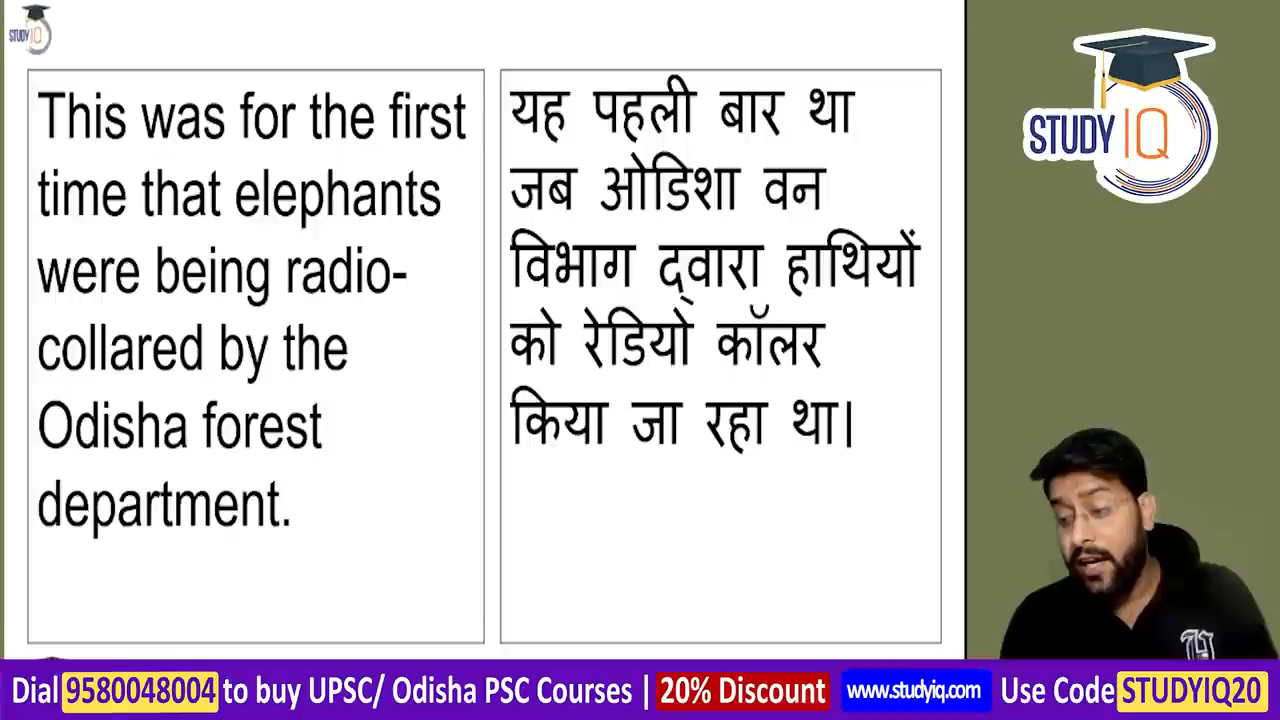 STUDY IQ
This was for the first
time that elephants
were being radio-
collared by the
Odisha forest
department.
यह पहली बार था
जब ओडिशा वन
विभाग द्वारा हाथियों
को रेडियो कॉलर
किया जा रहा था।
STUDY IQ
Dial 9580048004 to buy UPSC/ Odisha PSC Courses | 20% Discount www.studyiq.com Use Code STUDYIQ20